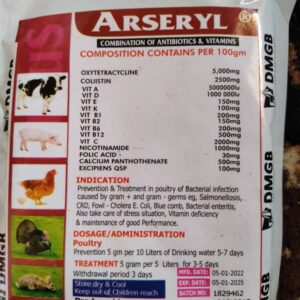 ARSERYL ®
COMBINATION OF ANTIBIOTICS & VITAMINS
COMPOSITION CONTAINS PER 100gm
OXYTETRACYCLINE 5,000mg
COLISTIN 2500mg
VIT A 5000000iu
VIT D 1000 000iu
VIT E 150mg
VIT K 300mg
VIT B1 200mg
VIT B2 150mg
VIT B6 200mg
VIT B12 500mg
VIT C 2000mg
NICOTINAMIDE 1000mg
FOLIC ACID 30mg
CALCIUM PANTHOTHENATE 500mg
EXCIPIENS QSP 100mg
INDICATION
Prevention & Treatment in poultry of Bacterial infection
caused by gram + and gram - germs eg, Salmonelliosis,
CRD, Fowl - Cholera E. Coli, Blue comb, Bacterial enteritis,
Also take care of stress situation, Vitamin deficiency
& maintenance of good Performance.
DOSAGE/ADMINISTRATION
Poultry
Prevention 5 gm per 10 Liters of Drinking water 5-7 days
TREATMENT 5 gram per 5 Liters for 3-5 days
Withdrawal period 3 days
Store dry & Cool
Keep out of Children reach
MFD. DATE: 05-01-2022
EXP. DATE: 05-01-2025
BATCH NO: 1829462
DMGB
DMGB